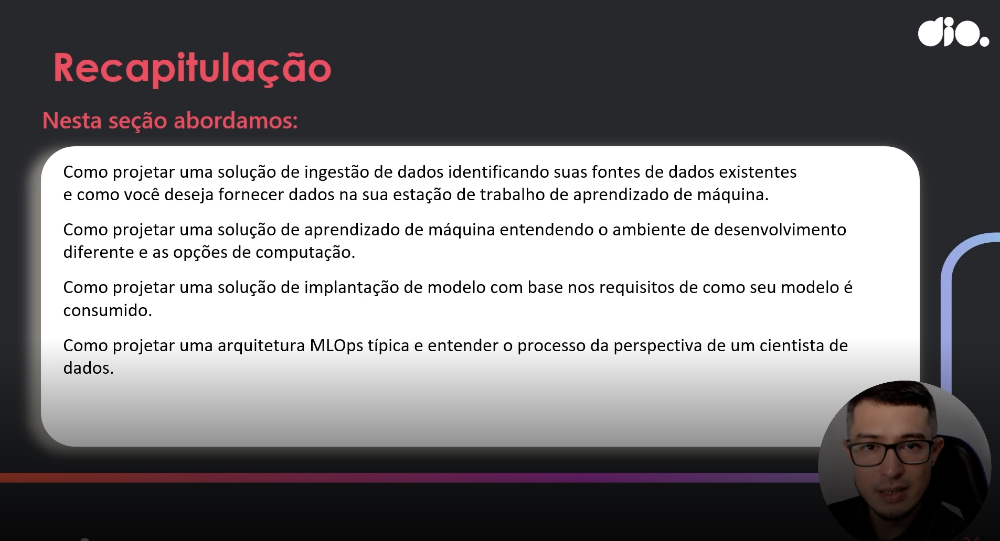 dio.
Recapitulação
Nesta seção abordamos:
Como projetar uma solução de ingestão de dados identificando suas fontes de dados existentes
e como você deseja fornecer dados na sua estação de trabalho de aprendizado de máquina.
Como projetar uma solução de aprendizado de máquina entendendo o ambiente de desenvolvimento
diferente e as opções de computação.
Como projetar uma solução de implantação de modelo com base nos requisitos de como seu modelo é
consumido.
Como projetar uma arquitetura MLOps típica e entender o processo da perspectiva de um cientista de
dados.